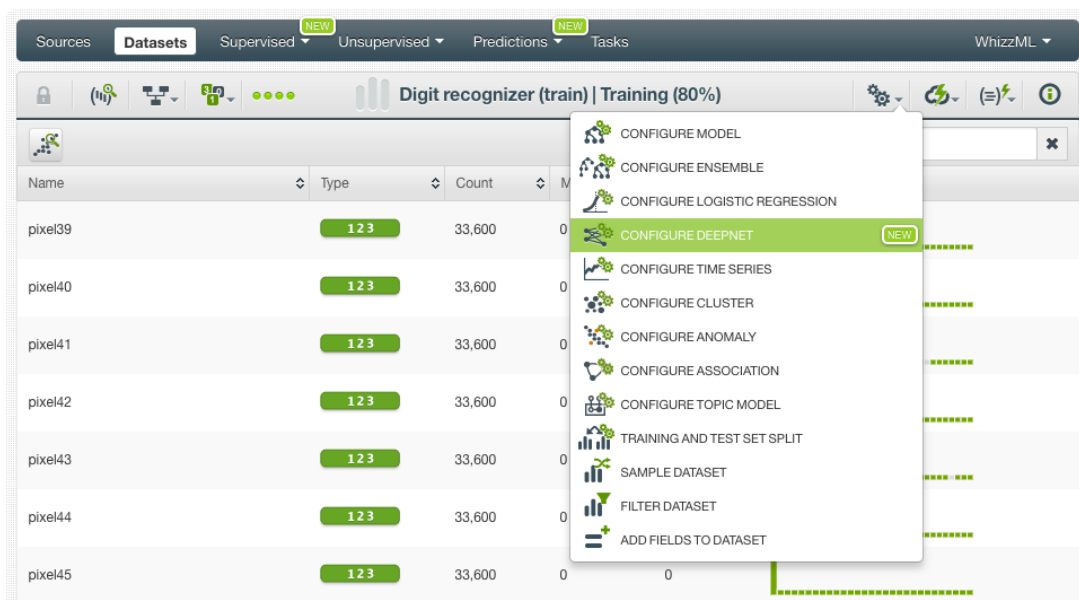 NEW NEW
Sources Datasets Supervised Unsupervised Predictions Tasks WhizzML
Digit recognizer (train) | Training (80%)
CONFIGURE MODEL
CONFIGURE ENSEMBLE
Name Type Count M
CONFIGURE LOGISTIC REGRESSION
pixel39 123 33,600 0
CONFIGURE DEEPNET NEW
CONFIGURE TIME SERIES
pixel40 123 33,600 0
CONFIGURE CLUSTER
CONFIGURE ANOMALY
pixel41 123 33,600 0
CONFIGURE ASSOCIATION
pixel42 123 33,600 0
CONFIGURE TOPIC MODEL
TRAINING AND TEST SET SPLIT
pixel43 123 33,600 0
SAMPLE DATASET
FILTER DATASET
pixel44 123 33,600 0
ADD FIELDS TO DATASET
pixel45 123 33,600 0 0